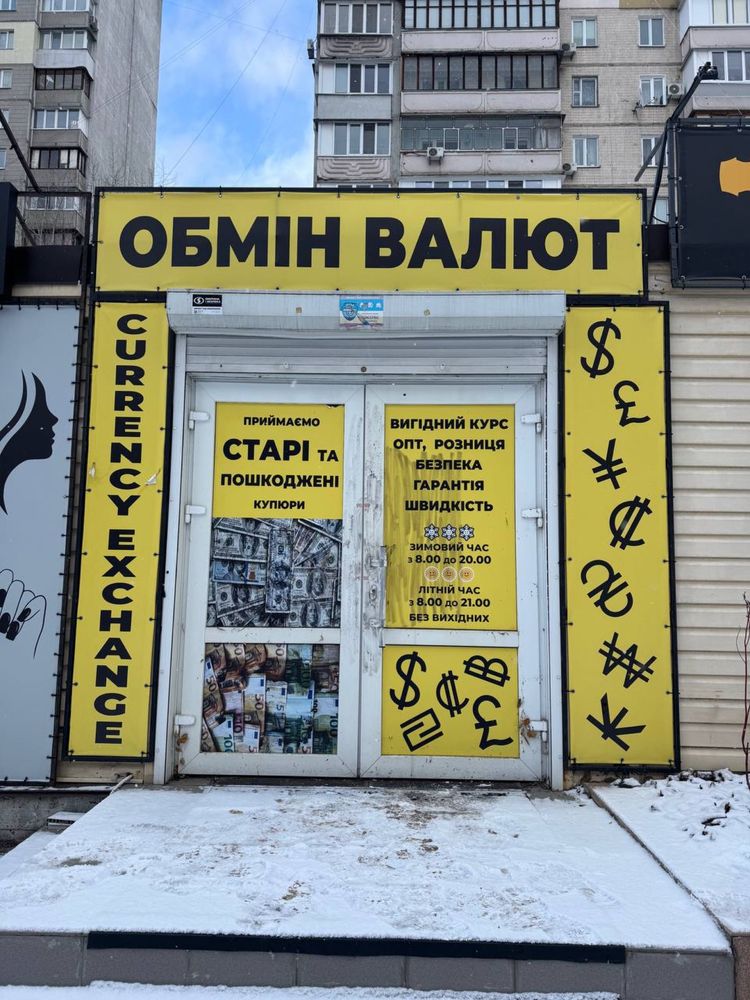 ОБМІН ВАЛЮТ
CURRENCY EXCHANGE
ПРИЙМАЄМО
СТАРІ ТА
ПОШКОДЖЕНІ
КУПЮРИ
ВИГІДНИЙ КУРС
ОПТ, РОЗНИЦЯ
БЕЗПЕКА
ГАРАНТІЯ
ШВИДКІСТЬ
ЗИМОВИЙ ЧАС
з 8.00 до 20.00
ЛІТНІЙ ЧАС
з 8.00 до 21.00
БЕЗ ВИХІДНИХ